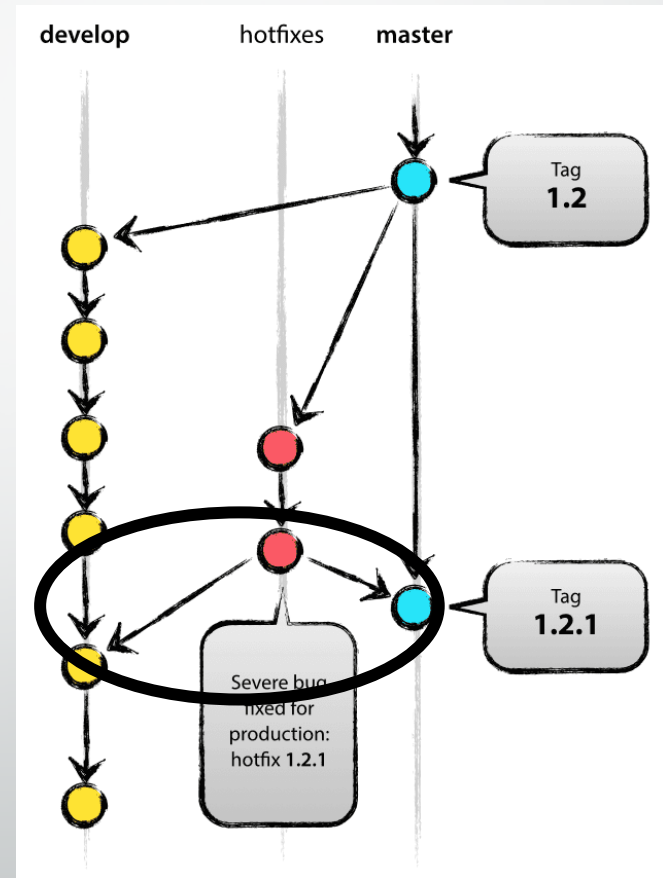 develop
hotfixes
master
Tag
1.2
Tag
1.2.1
Severe bug
fixed for
production:
hotfix 1.2.1